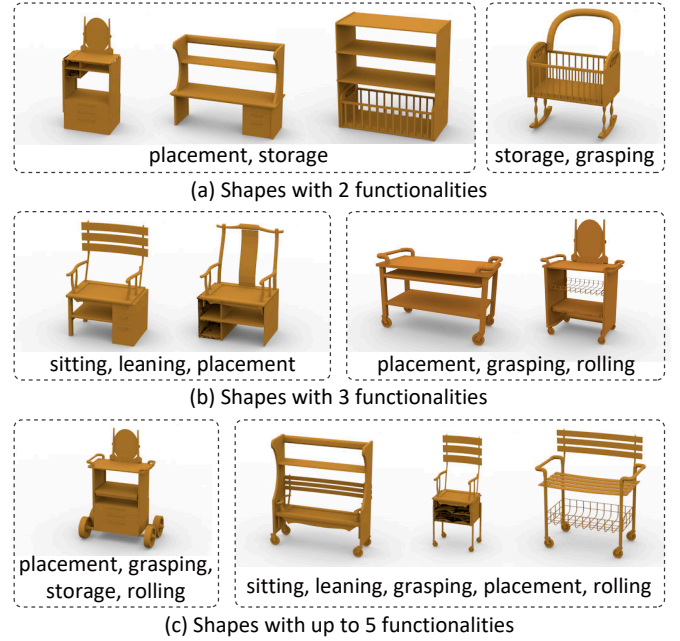 placement, storage
storage, grasping
(a) Shapes with 2 functionalities
sitting, leaning, placement
placement, grasping, rolling
(b) Shapes with 3 functionalities
placement, grasping,
storage, rolling
sitting, leaning, grasping, placement, rolling
(c) Shapes with up to 5 functionalities